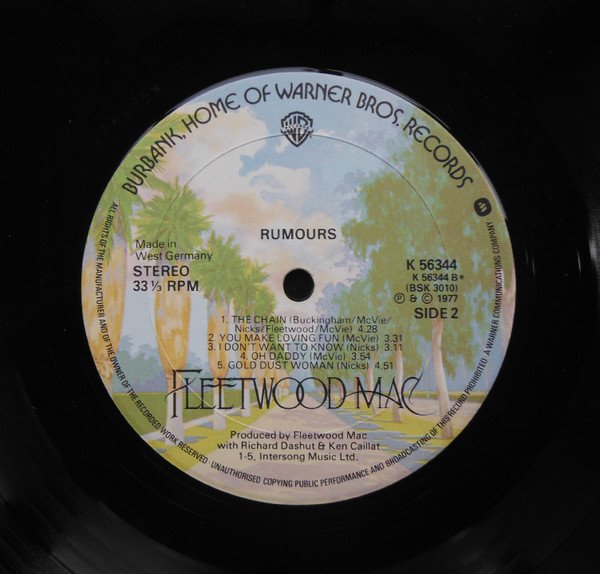 BURBANK, HOME OF WARNER BROS. RECORDS
RUMOURS
Made in
West Germany
STEREO
33⅓ RPM
K 56344
K 56344 B*
(BSK 3010)
Ⓟ & © 1977
SIDE 2
1. THE CHAIN (Buckingham/McVie/
Nicks/Fleetwood/McVie) 4.28
2. YOU MAKE LOVING FUN (McVie) 3.31
3. I DON'T WANT TO KNOW (Nicks) 3.11
4. OH DADDY (McVie) 3.54
5. GOLD DUST WOMAN (Nicks) 4.51
FLEETWOOD MAC
Produced by Fleetwood Mac
with Richard Dashut & Ken Caillat
1-5, Intersong Music Ltd.
ALL RIGHTS OF THE MANUFACTURER AND OF THE OWNER OF THE RECORDED WORK RESERVED. UNAUTHORISED COPYING PUBLIC PERFORMANCE AND BROADCASTING OF THIS RECORD PROHIBITED. A WARNER COMMUNICATIONS COMPANY